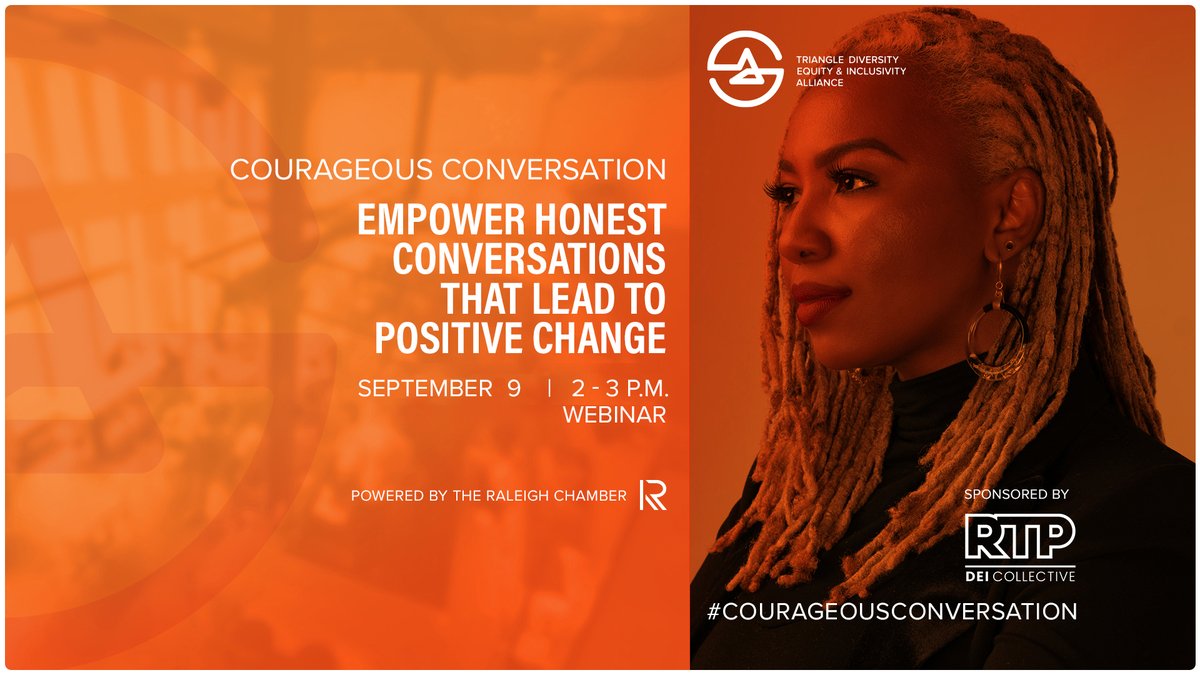 COURAGEOUS CONVERSATION
EMPOWER HONEST
CONVERSATIONS
THAT LEAD TO
POSITIVE CHANGE
SEPTEMBER 9 | 2 - 3 P.M.
WEBINAR
POWERED BY THE RALEIGH CHAMBER
TRIANGLE DIVERSITY
EQUITY & INCLUSIVITY
ALLIANCE
SPONSORED BY
RTP
DEI COLLECTIVE
#COURAGEOUSCONVERSATION